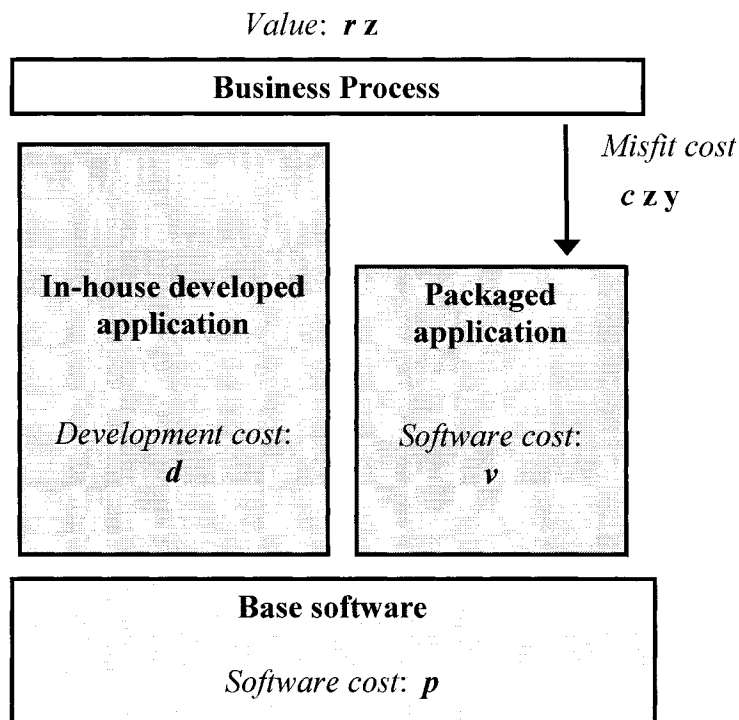 Value: r z
Business Process
Misfit cost
c z y
In-house developed
application
Packaged
application
Development cost:
d
Software cost:
v
Base software
Software cost: p